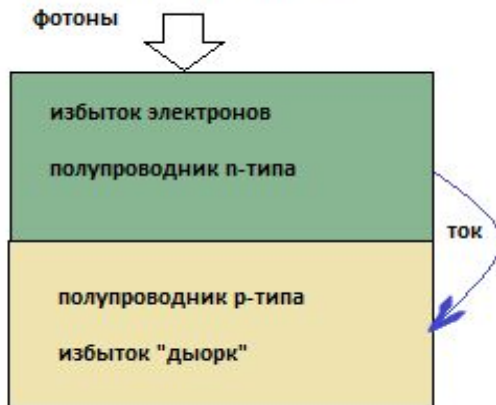 фотоны
избыток электронов
полупроводник n-типа
ток
полупроводник p-типа
избыток "дыорк"